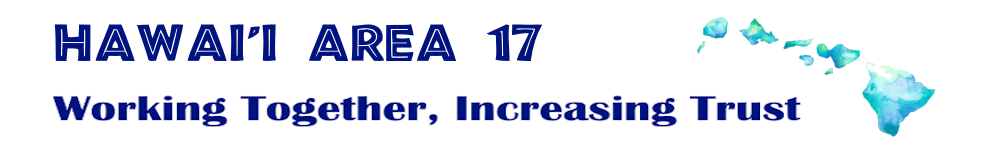 HAWAI'I AREA 17
Working Together, Increasing Trust